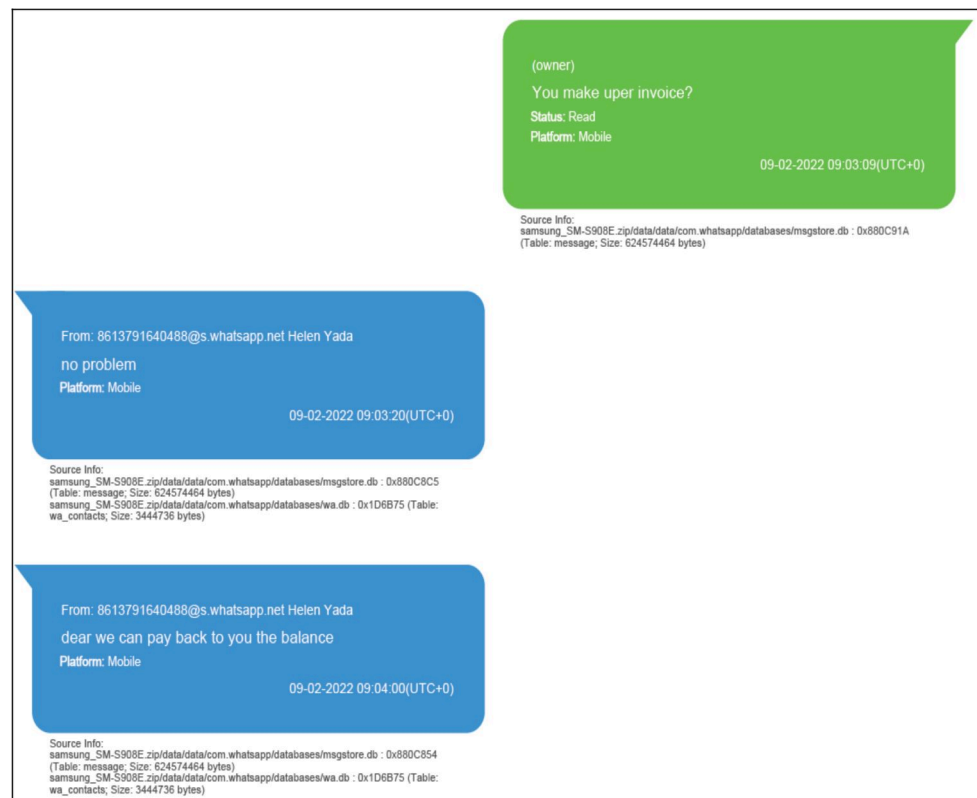 (owner)
You make uper invoice?
Status: Read
Platform: Mobile
09-02-2022 09:03:09(UTC+0)
Source Info:
samsung_SM-S908E.zip/data/data/com.whatsapp/databases/msgstore.db : 0x880C91A
(Table: message; Size: 624574464 bytes)
From: 8613791640488@s.whatsapp.net Helen Yada
no problem
Platform: Mobile
09-02-2022 09:03:20(UTC+0)
Source Info:
samsung_SM-S908E.zip/data/data/com.whatsapp/databases/msgstore.db : 0x880C8C5
(Table: message; Size: 624574464 bytes)
samsung_SM-S908E.zip/data/data/com.whatsapp/databases/wa.db : 0x1D6B75 (Table:
wa_contacts; Size: 3444736 bytes)
From: 8613791640488@s.whatsapp.net Helen Yada
dear we can pay back to you the balance
Platform: Mobile
09-02-2022 09:04:00(UTC+0)
Source Info:
samsung_SM-S908E.zip/data/data/com.whatsapp/databases/msgstore.db : 0x880C854
(Table: message; Size: 624574464 bytes)
samsung_SM-S908E.zip/data/data/com.whatsapp/databases/wa.db : 0x1D6B75 (Table:
wa_contacts; Size: 3444736 bytes)